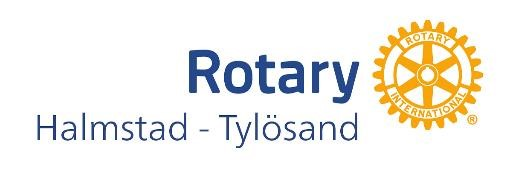 Rotary
Halmstad - Tylösand
ROTARY
INTERNATIONAL
®